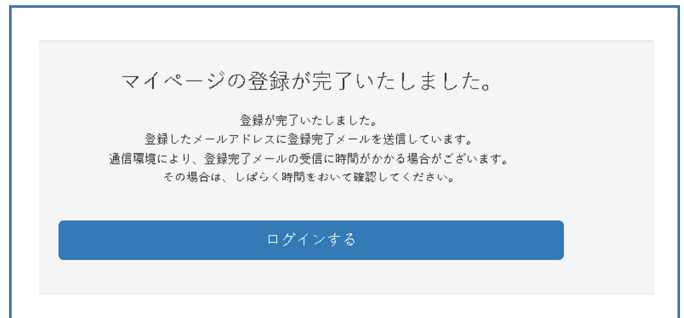 マイページの登録が完了いたしました。
登録が完了いたしました。
登録したメールアドレスに登録完了メールを送信しています。
通信環境により、登録完了メールの受信に時間がかかる場合がございます。
その場合は、しばらく時間をおいて確認してください。
ログインする